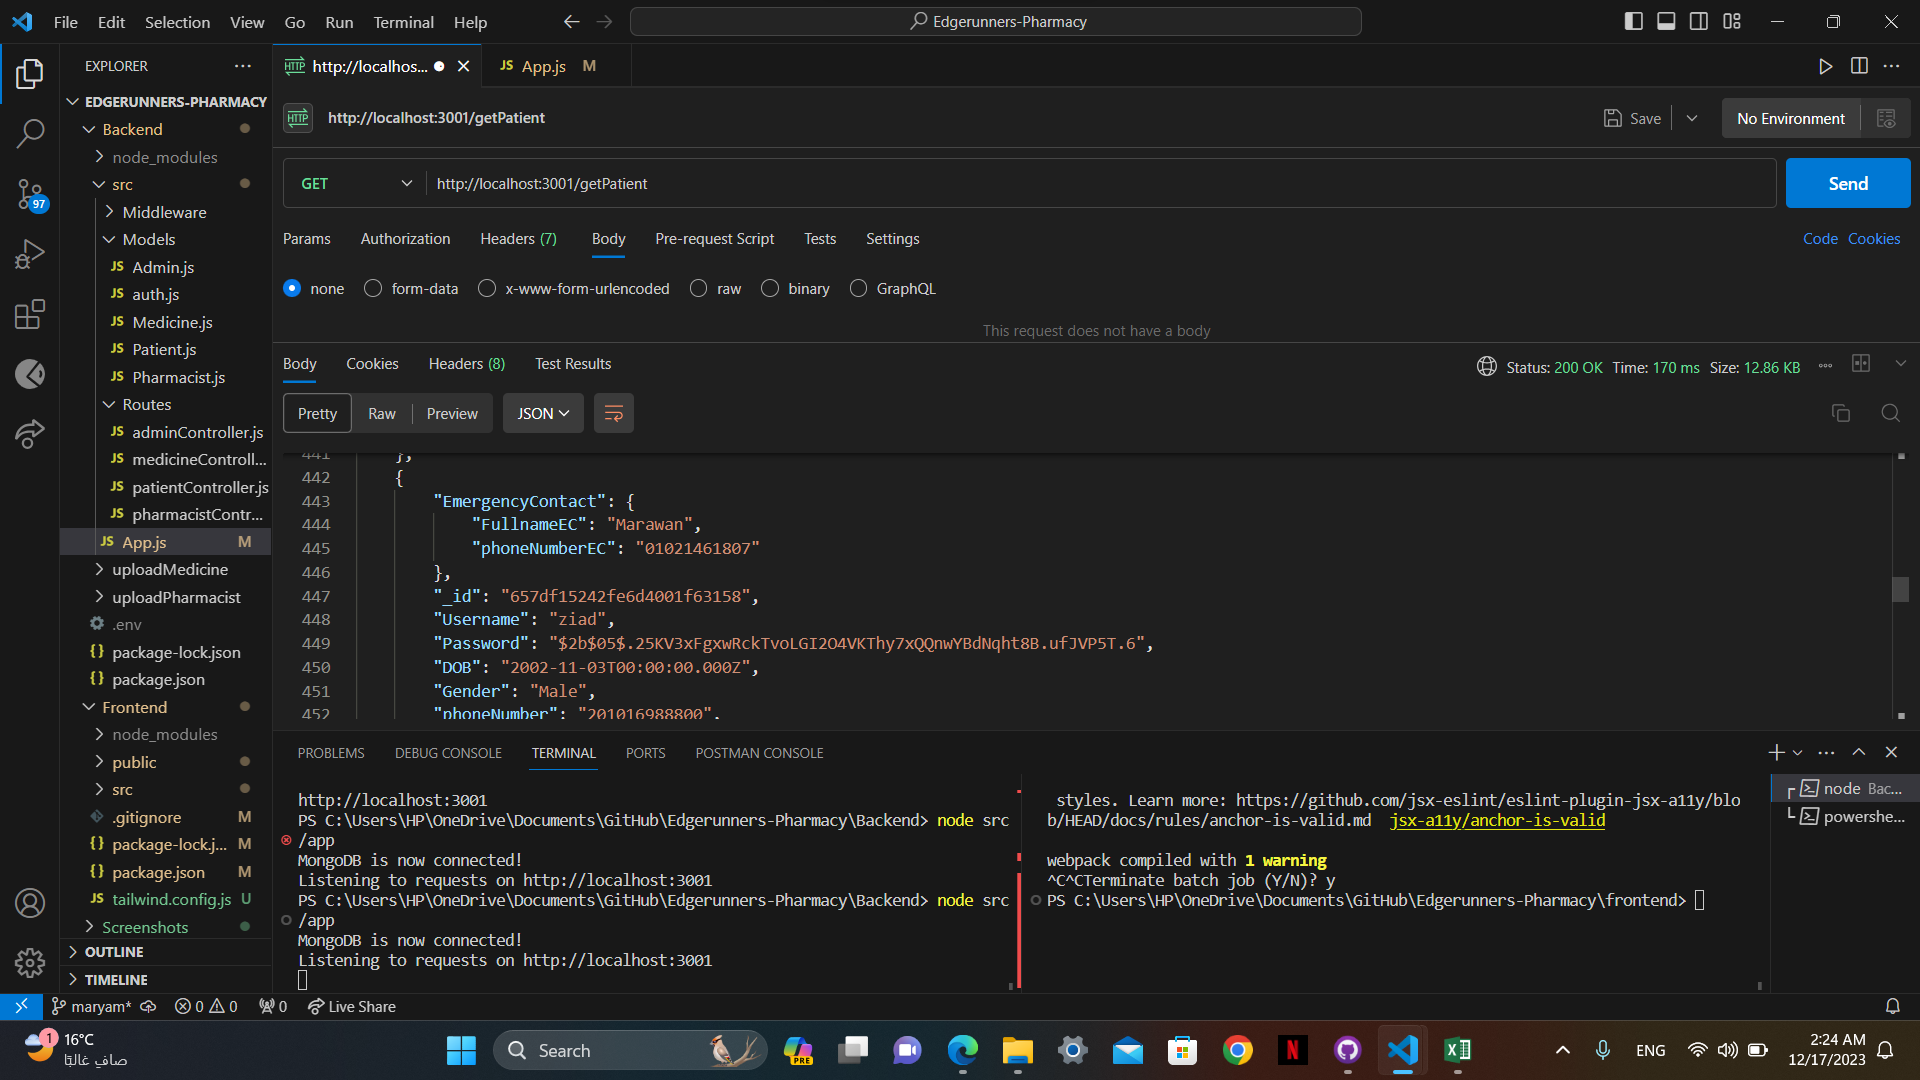 File Edit Selection View Go Run Terminal Help
Edgerunners-Pharmacy
EXPLORER
http://localhos...
App.js M
EDGERUNNERS-PHARMACY
Backend
node_modules
src
Middleware
Models
JS Admin.js
JS auth.js
JS Medicine.js
JS Patient.js
JS Pharmacist.js
Routes
JS adminController.js
JS medicineControll...
JS patientController.js
JS pharmacistContr...
JS App.js M
uploadMedicine
uploadPharmacist
.env
{} package-lock.json
{} package.json
Frontend
node_modules
public
src
.gitignore M
{} package-lock.j... M
{} package.json M
JS tailwind.config.js U
Screenshots
OUTLINE
TIMELINE
97
HTTP http://localhost:3001/getPatient
Save
No Environment
GET http://localhost:3001/getPatient
Send
Params Authorization Headers (7) Body Pre-request Script Tests Settings
Code Cookies
none form-data x-www-form-urlencoded raw binary GraphQL
This request does not have a body
Body Cookies Headers (8) Test Results
Status: 200 OK Time: 170 ms Size: 12.86 KB
Pretty Raw Preview JSON
441 },
442 {
443 "EmergencyContact": {
444 "FullnameEC": "Marawan",
445 "phoneNumberEC": "01021461807"
446 },
447 "_id": "657df15242fe6d4001f63158",
448 "Username": "ziad",
449 "Password": "$2b$05$.25KV3xFgxwRckTvoLGI2O4VKThy7xQQnwYBdNqht8B.ufJVP5T.6",
450 "DOB": "2002-11-03T00:00:00.000Z",
451 "Gender": "Male",
452 "phoneNumber": "201016988800",
PROBLEMS DEBUG CONSOLE TERMINAL PORTS POSTMAN CONSOLE
http://localhost:3001
PS C:\Users\HP\OneDrive\Documents\GitHub\Edgerunners-Pharmacy\Backend> node src
/app
MongoDB is now connected!
Listening to requests on http://localhost:3001
PS C:\Users\HP\OneDrive\Documents\GitHub\Edgerunners-Pharmacy\Backend> node src
/app
MongoDB is now connected!
Listening to requests on http://localhost:3001
styles. Learn more: https://github.com/jsx-eslint/eslint-plugin-jsx-a11y/blo
b/HEAD/docs/rules/anchor-is-valid.md jsx-a11y/anchor-is-valid
webpack compiled with 1 warning
^C^CTerminate batch job (Y/N)? y
PS C:\Users\HP\OneDrive\Documents\GitHub\Edgerunners-Pharmacy\frontend>
node Bac...
powershe...
maryam* 0 0 0 Live Share
1
16°C
صافٍ غالبًا
Search
PRE
ENG
2:24 AM
12/17/2023